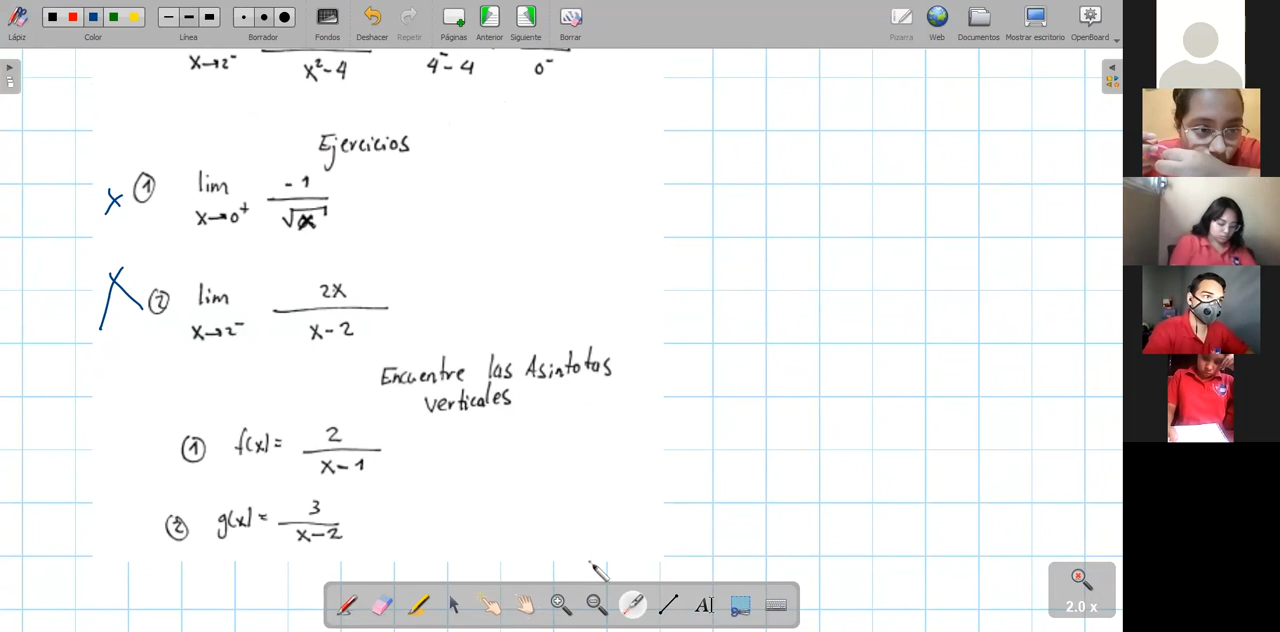 Lápiz Color Línea Borrador Fondos Deshacer Repetir Páginas Anterior Siguiente Borrar Pizarra Web Documentos Mostrar escritorio OpenBoard
x→2⁻ x²-4 4⁻-4 0⁻
Ejercicios
x ① lim -1
x→0⁺ √x
x ② lim 2x
x→2⁻ x-2
Encuentre las Asintotas
verticales
① f(x)= 2
x-1
② g(x)= 3
x-2
2.0 x